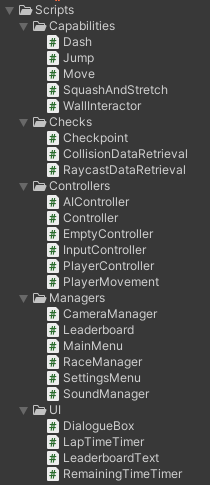 Scripts
Capabilities
Dash
Jump
Move
SquashAndStretch
WallInteractor
Checks
Checkpoint
CollisionDataRetrieval
RaycastDataRetrieval
Controllers
AIController
Controller
EmptyController
InputController
PlayerController
PlayerMovement
Managers
CameraManager
Leaderboard
MainMenu
RaceManager
SettingsMenu
SoundManager
UI
DialogueBox
LapTimeTimer
LeaderboardText
RemainingTimeTimer